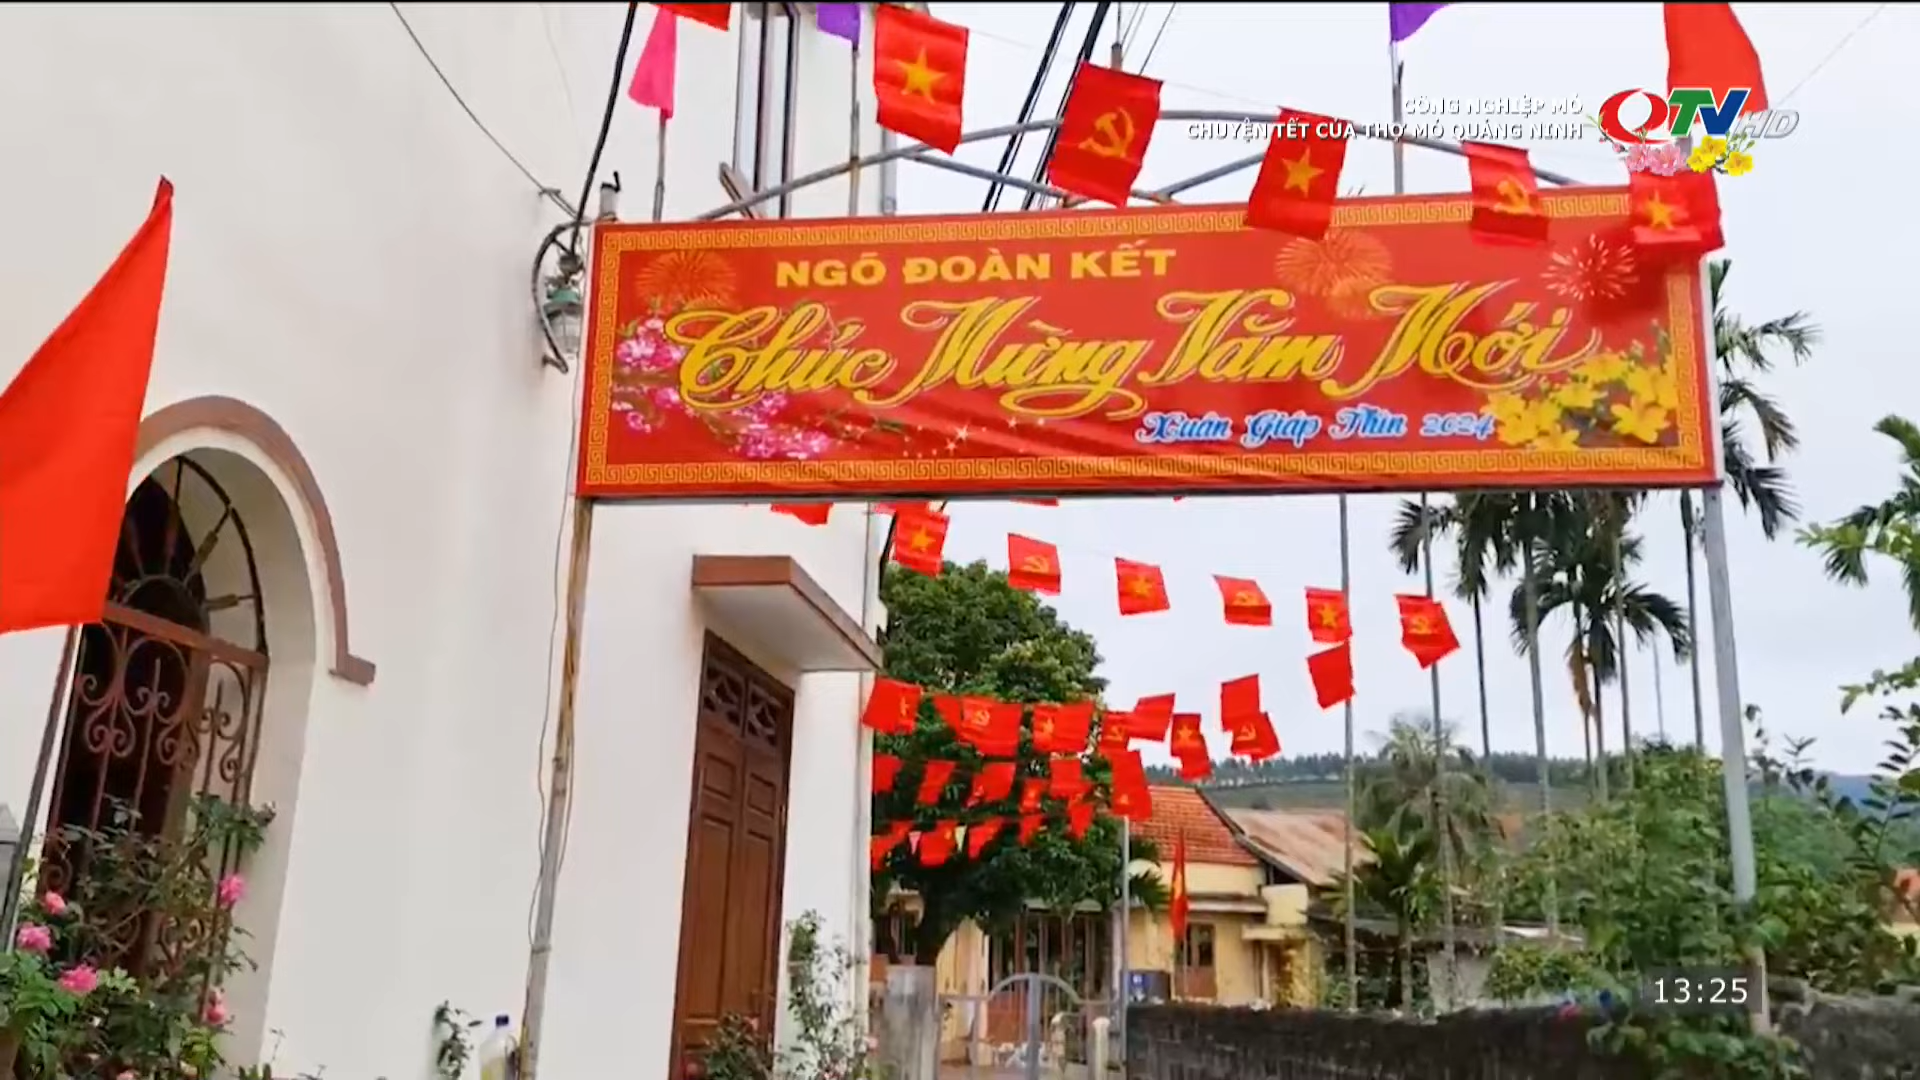 CÔNG NGHIỆP MỎ
CHUYỆN TẾT CỦA THỢ MỎ QUẢNG NINH
QTV HD
NGÕ ĐOÀN KẾT
Chúc Mừng Năm Mới
Xuân Giáp Thìn 2024
13:25